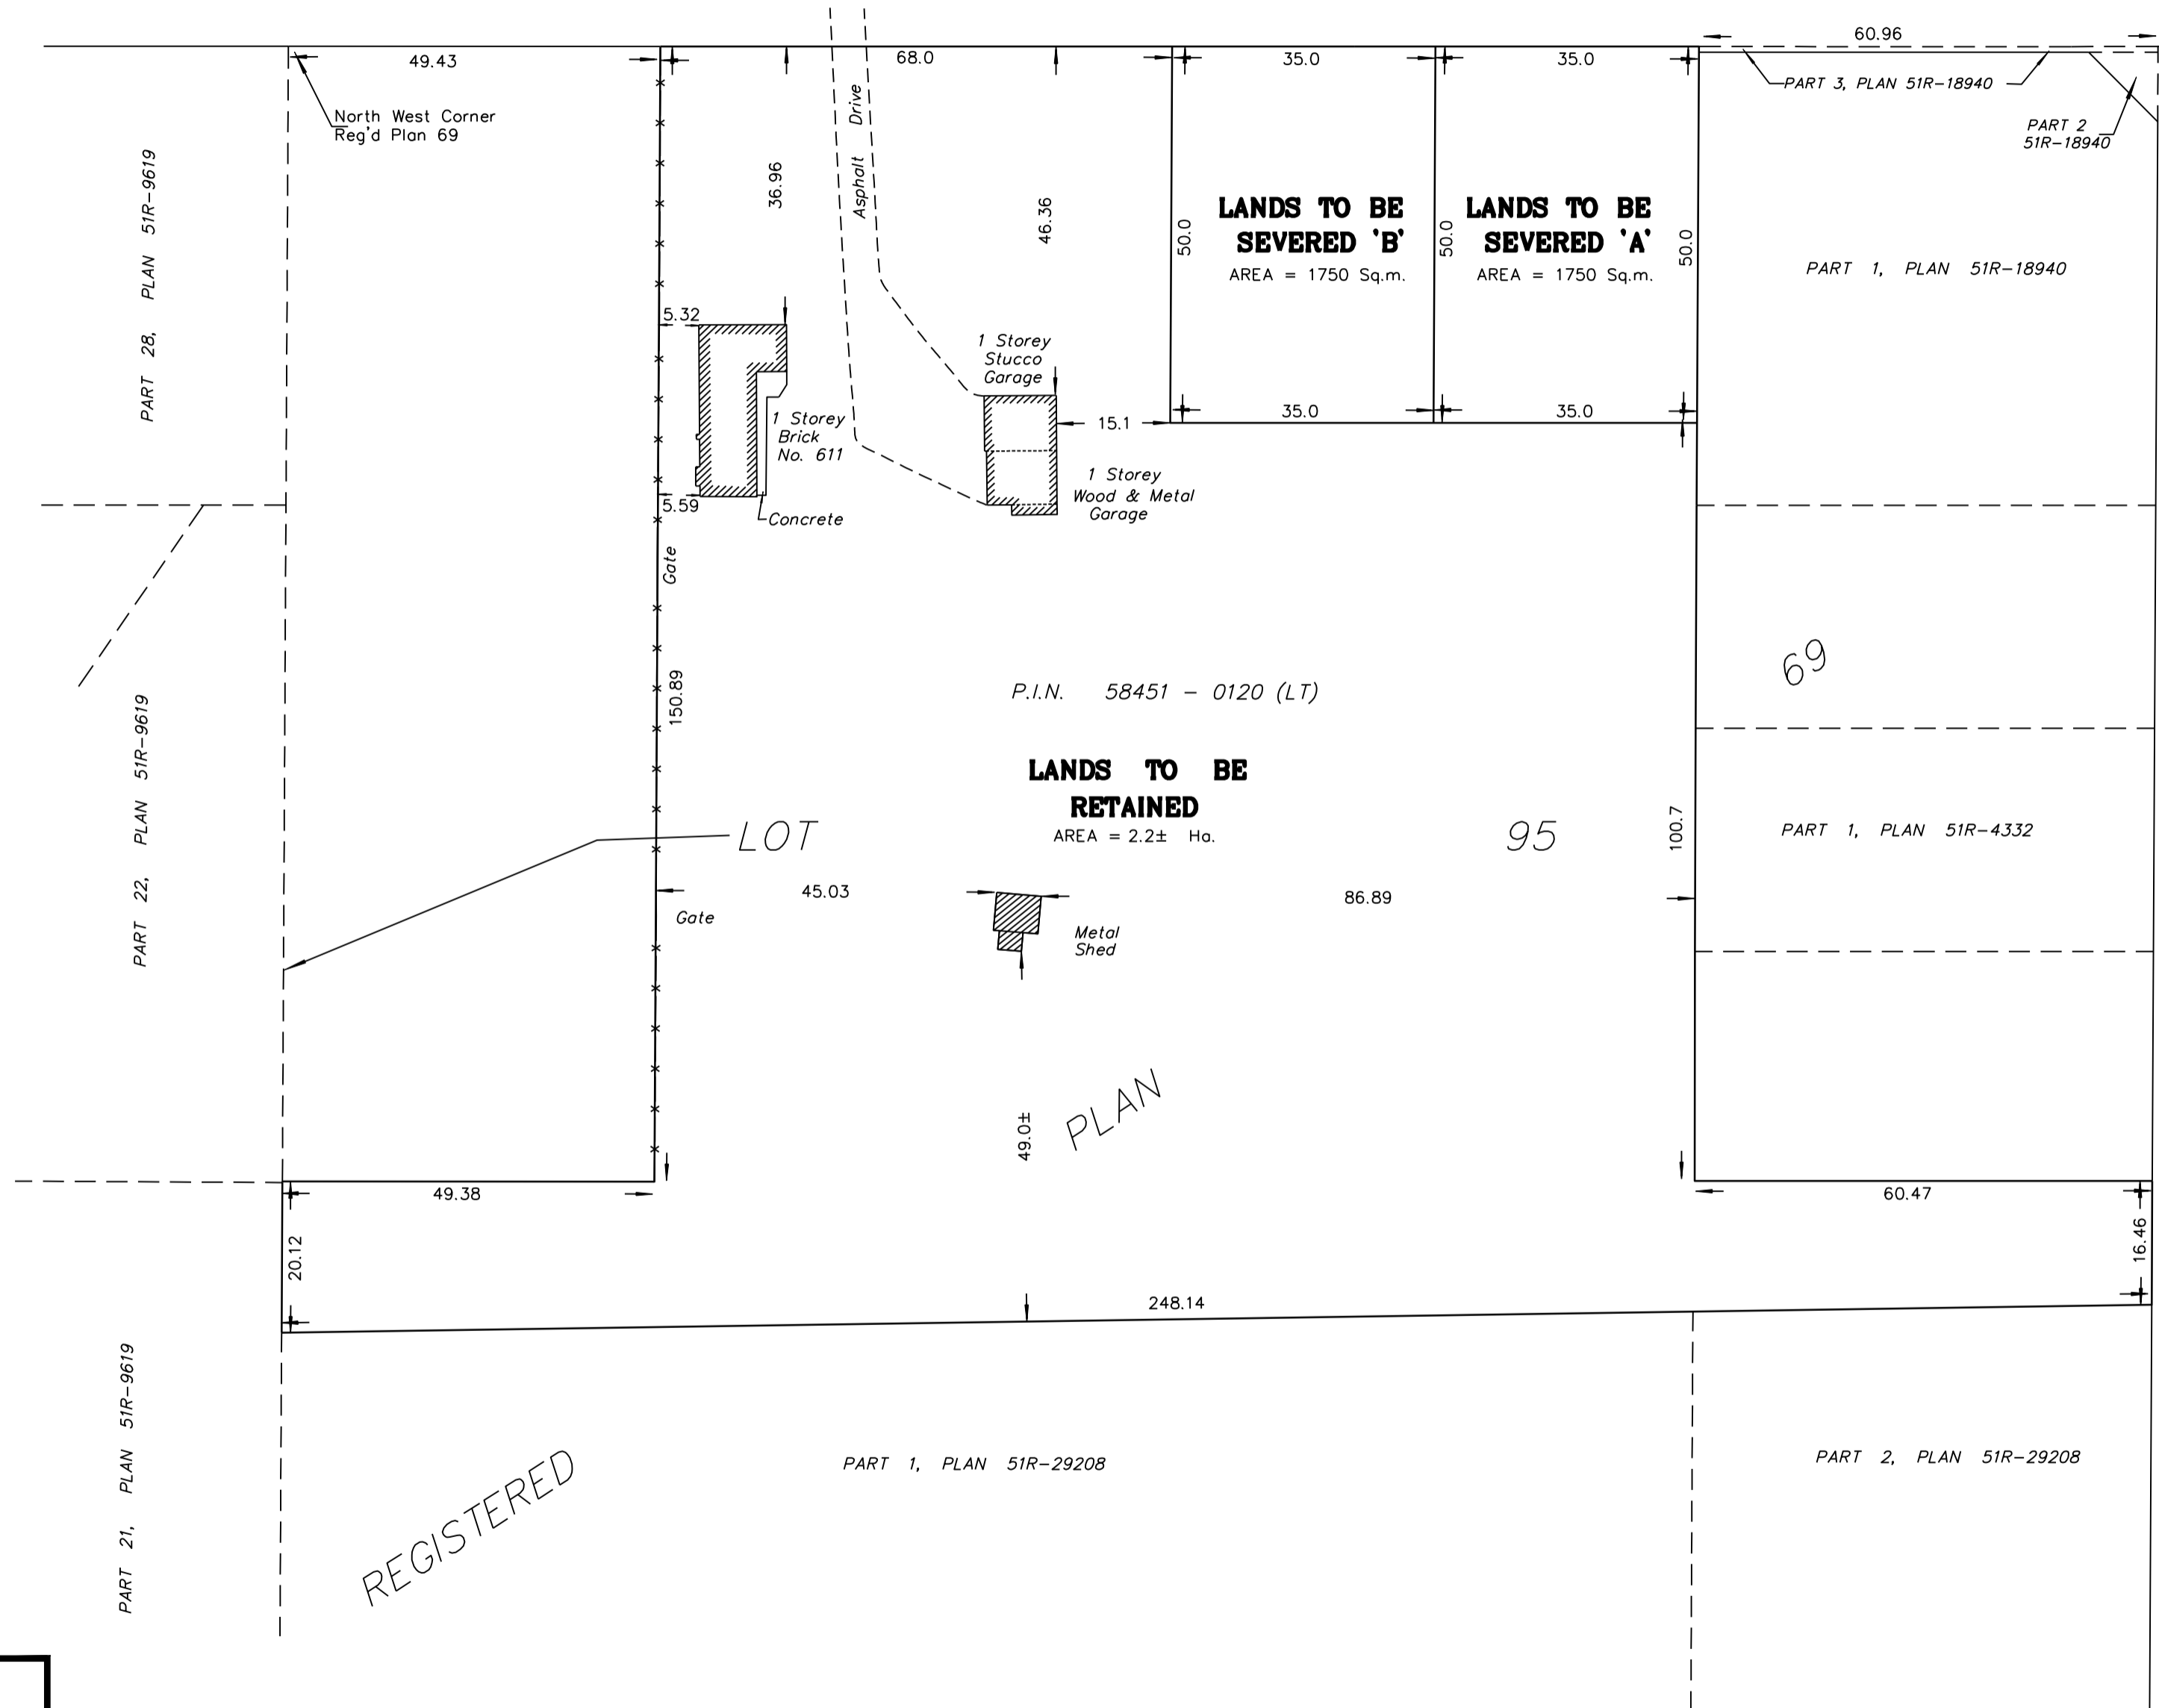 60.96
49.43
68.0
35.0
35.0
PART 3, PLAN 51R-18940
North West Corner
Reg'd Plan 69
PART 2
51R-18940
Asphalt Drive
PART 28, PLAN 51R-9619
36.96
46.36
50.0
LANDS TO BE
SEVERED 'B'
AREA = 1750 Sq.m.
50.0
LANDS TO BE
SEVERED 'A'
AREA = 1750 Sq.m.
50.0
PART 1, PLAN 51R-18940
5.32
1 Storey
Stucco
Garage
35.0
35.0
15.1
1 Storey
Brick
No. 611
1 Storey
Wood & Metal
Garage
5.59
Concrete
Gate
150.89
P.I.N. 58451 - 0120 (LT)
69
LANDS TO BE
RETAINED
AREA = 2.2± Ha.
PART 22, PLAN 51R-9619
LOT
95
100.7
PART 1, PLAN 51R-4332
45.03
86.89
Gate
Metal
Shed
49.0±
PLAN
49.38
60.47
20.12
16.46
248.14
PART 21, PLAN 51R-9619
REGISTERED
PART 1, PLAN 51R-29208
PART 2, PLAN 51R-29208